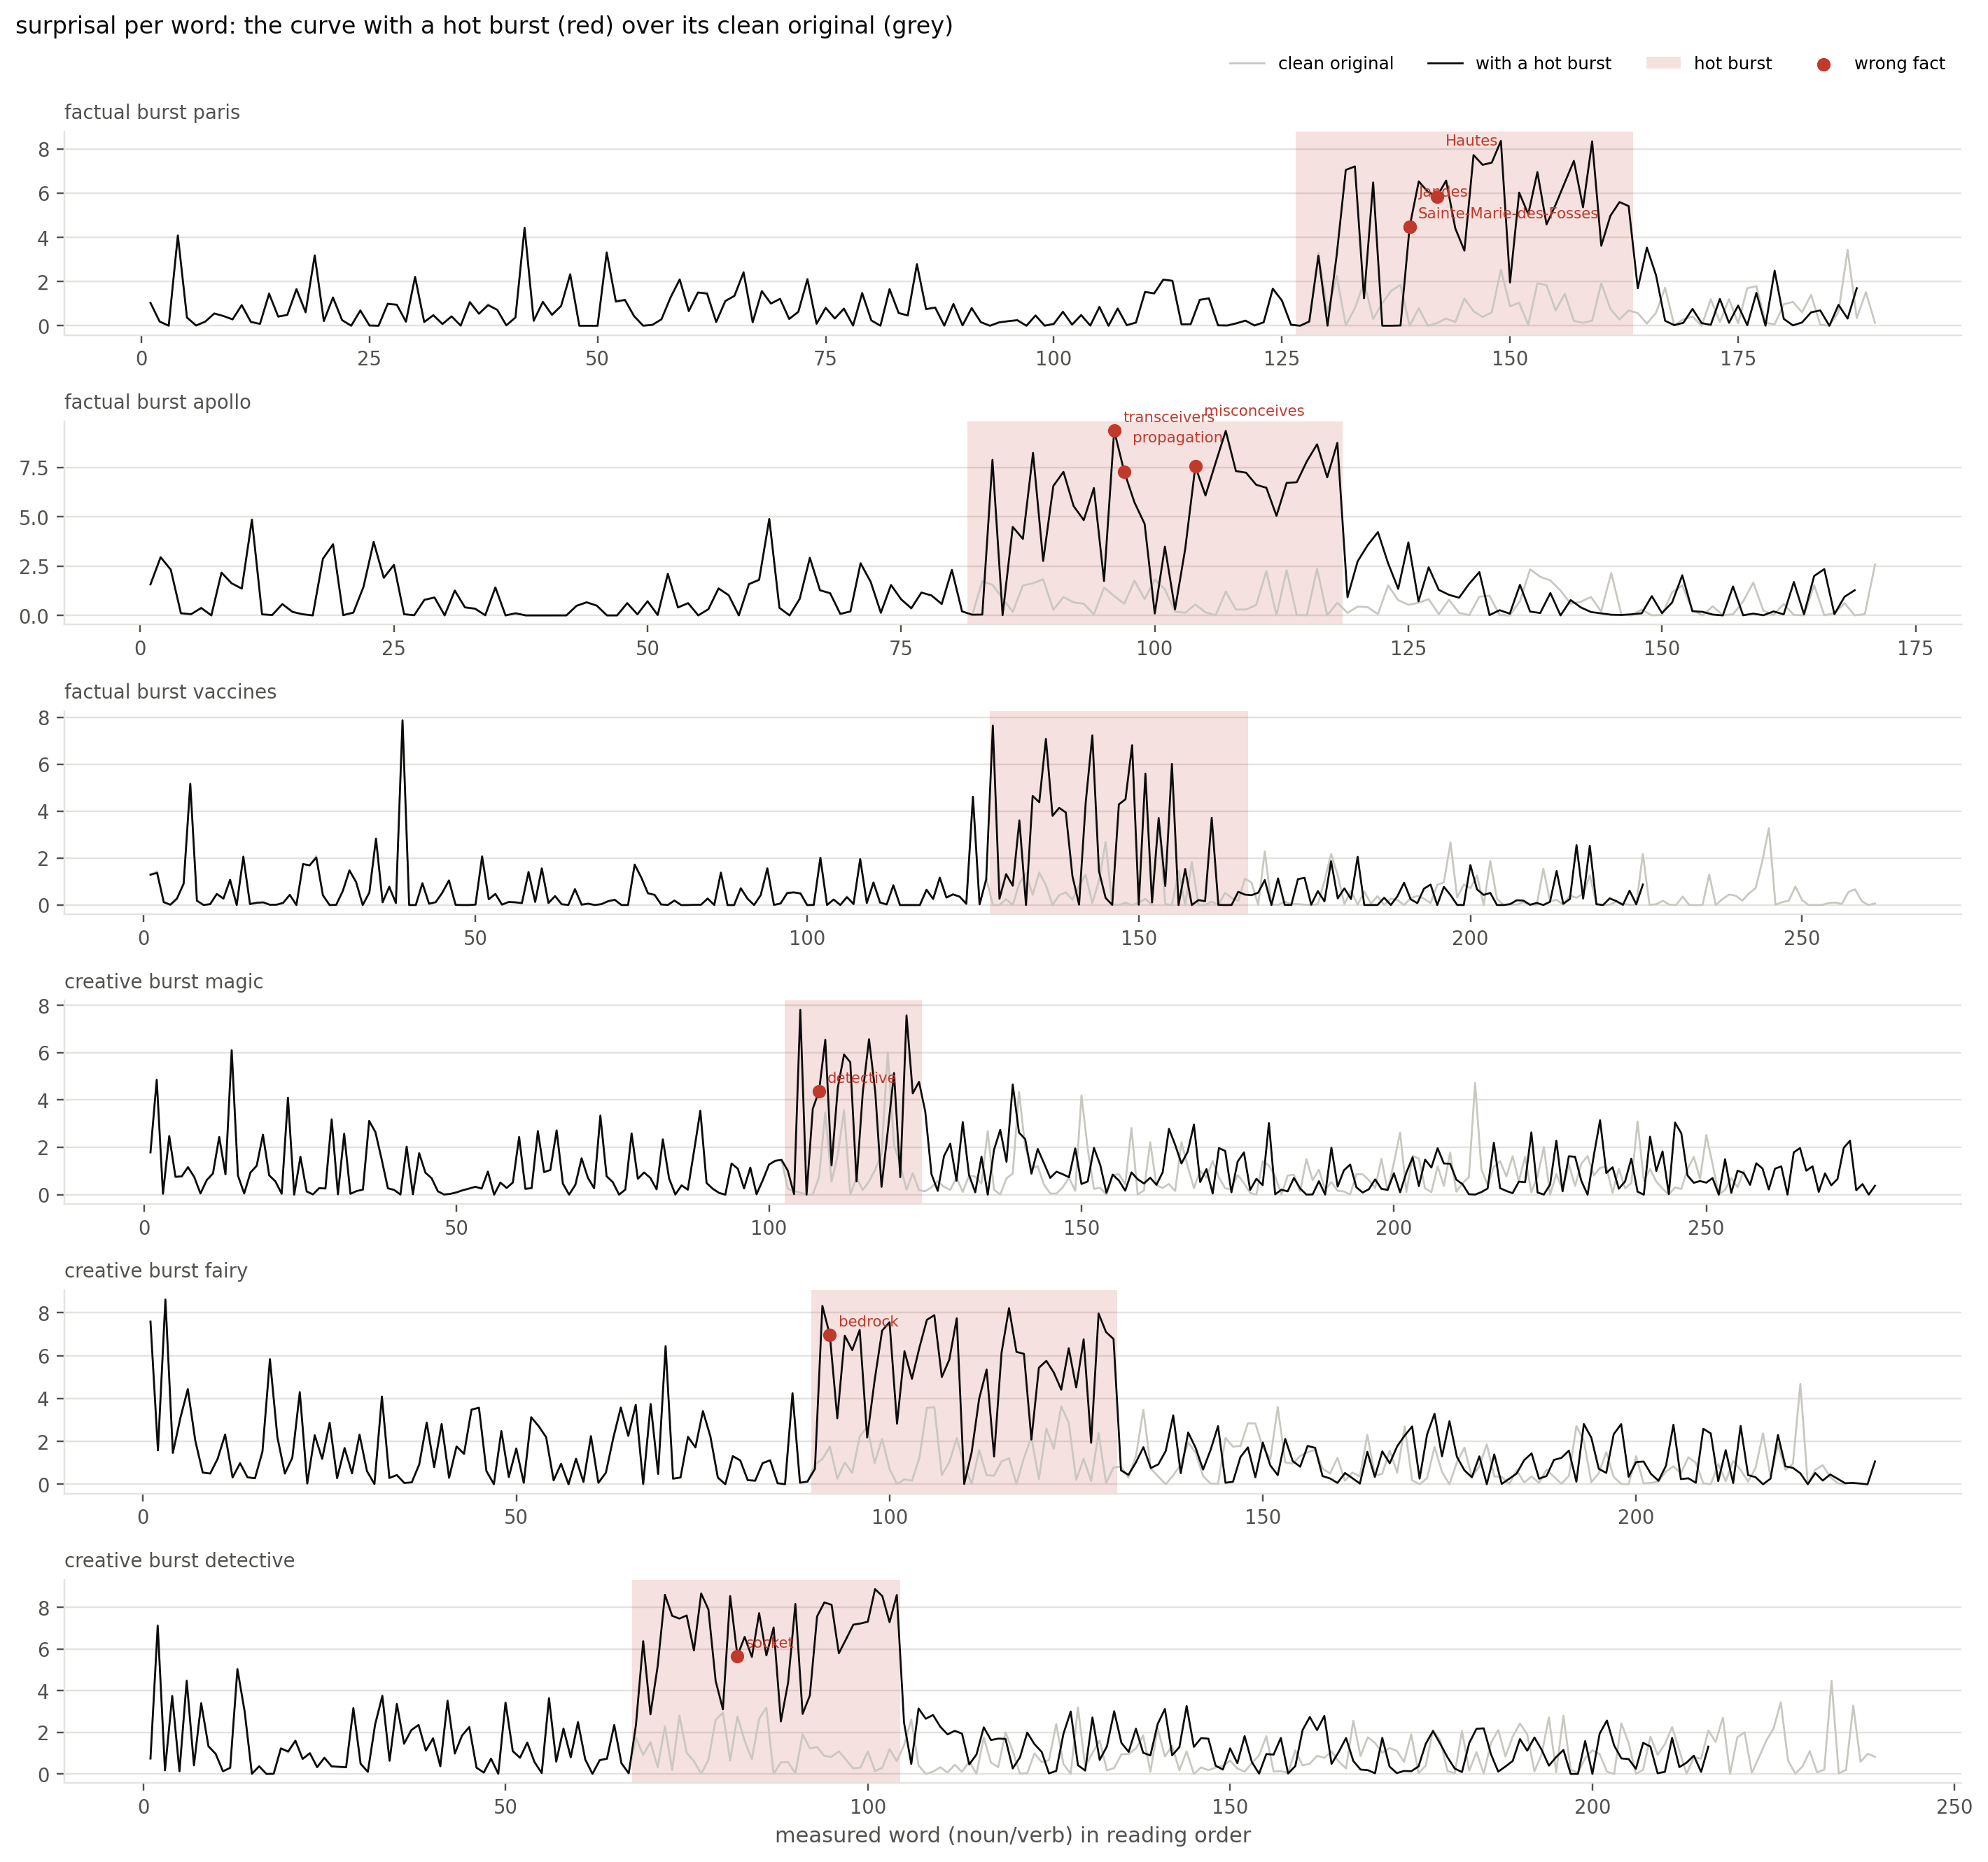 surprisal per word: the curve with a hot burst (red) over its clean original (grey)
clean original with a hot burst hot burst wrong fact
factual burst paris
8
6
4
2
0
Hautes
Jandes
Sainte-Marie-des-Fosses
0 25 50 75 100 125 150 175
factual burst apollo
7.5
5.0
2.5
0.0
transceivers
misconceives
propagation
0 25 50 75 100 125 150 175
factual burst vaccines
8
6
4
2
0
0 50 100 150 200 250
creative burst magic
8
6
4
2
0
detective
0 50 100 150 200 250
creative burst fairy
8
6
4
2
0
bedrock
0 50 100 150 200
creative burst detective
8
6
4
2
0
0 50 100 150 200 250
measured word (noun/verb) in reading order